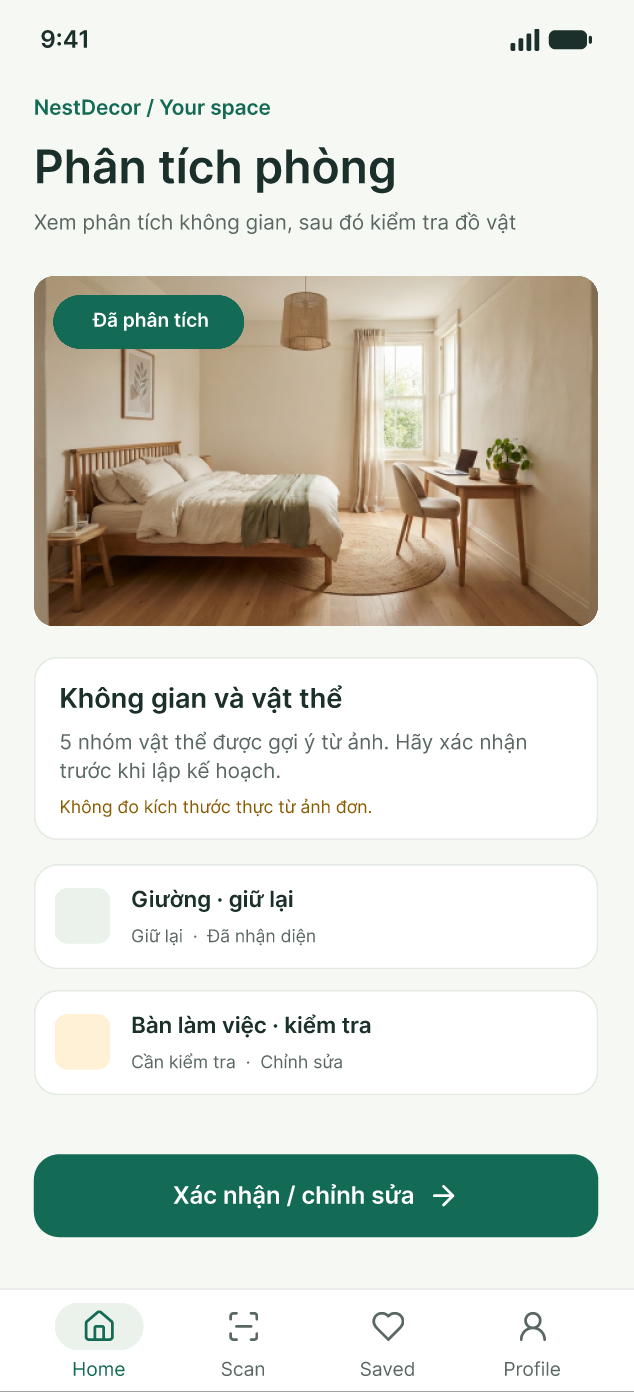 9:41
NestDecor / Your space
Phân tích phòng
Xem phân tích không gian, sau đó kiểm tra đồ vật
Đã phân tích
Không gian và vật thể
5 nhóm vật thể được gợi ý từ ảnh. Hãy xác nhận
trước khi lập kế hoạch.
Không đo kích thước thực từ ảnh đơn.
Giường · giữ lại
Giữ lại · Đã nhận diện
Bàn làm việc · kiểm tra
Cần kiểm tra · Chỉnh sửa
Xác nhận / chỉnh sửa →
Home
Scan
Saved
Profile